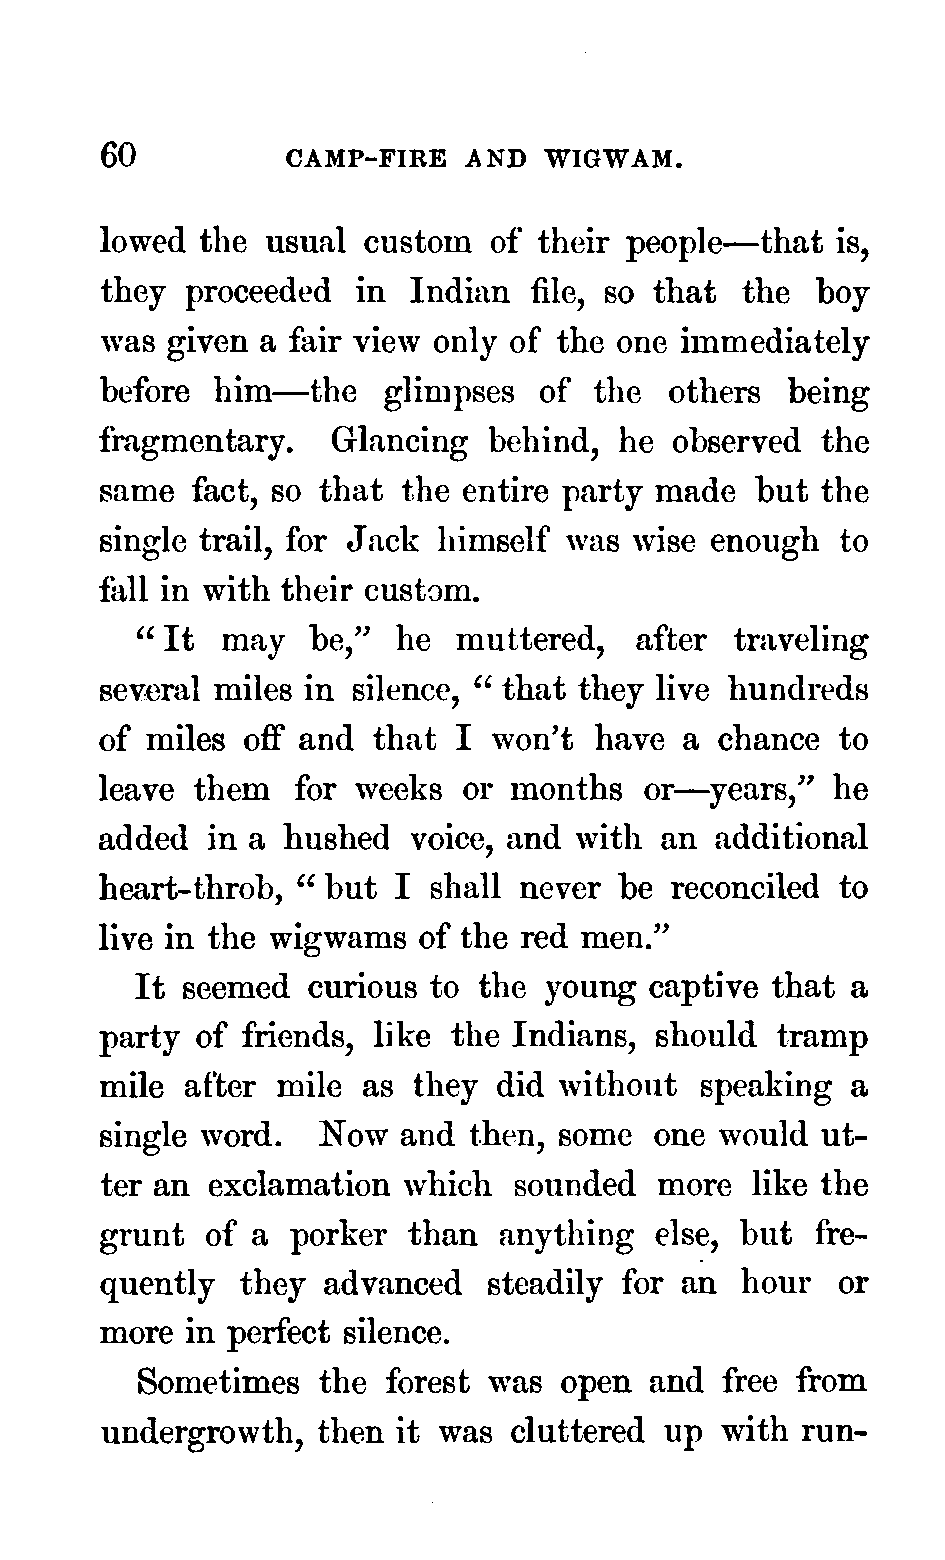 60 CAMP-FIRE AND WIGWAM.
lowed the usual custom of their people—that is,
they proceeded in Indian file, so that the boy
was given a fair view only of the one immediately
before him—the glimpses of the others being
fragmentary. Glancing behind, he observed the
same fact, so that the entire party made but the
single trail, for Jack himself was wise enough to
fall in with their custom.
“It may be,” he muttered, after traveling
several miles in silence, “that they live hundreds
of miles off and that I won’t have a chance to
leave them for weeks or months or—years,” he
added in a hushed voice, and with an additional
heart-throb, “but I shall never be reconciled to
live in the wigwams of the red men.”
It seemed curious to the young captive that a
party of friends, like the Indians, should tramp
mile after mile as they did without speaking a
single word. Now and then, some one would ut-
ter an exclamation which sounded more like the
grunt of a porker than anything else, but fre-
quently they advanced steadily for an hour or
more in perfect silence.
Sometimes the forest was open and free from
undergrowth, then it was cluttered up with run-